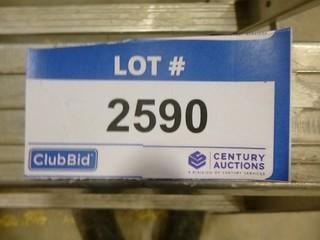 LOT #
2590
ClubBid
CENTURY
AUCTIONS
A DIVISION OF CENTURY SERVICES